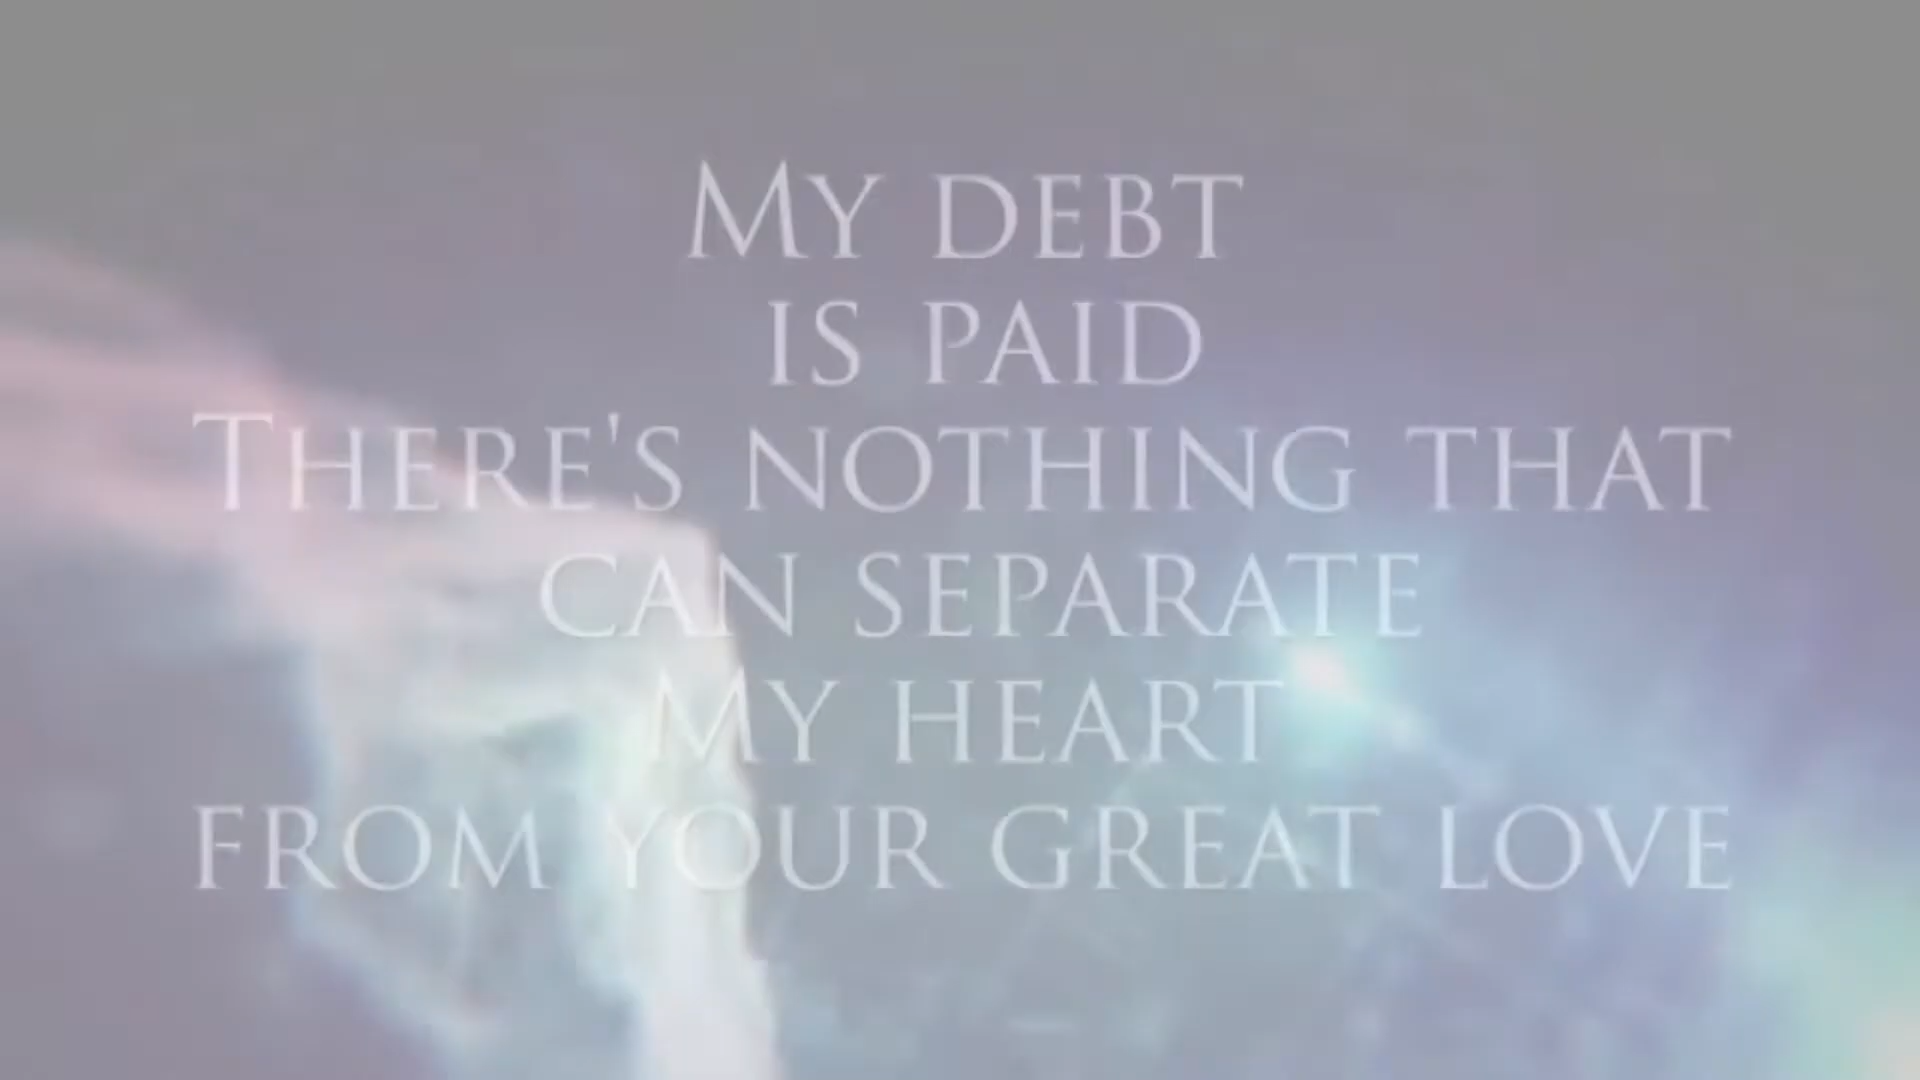 My debt
is paid
There's nothing that
can separate
My heart
from Your great love